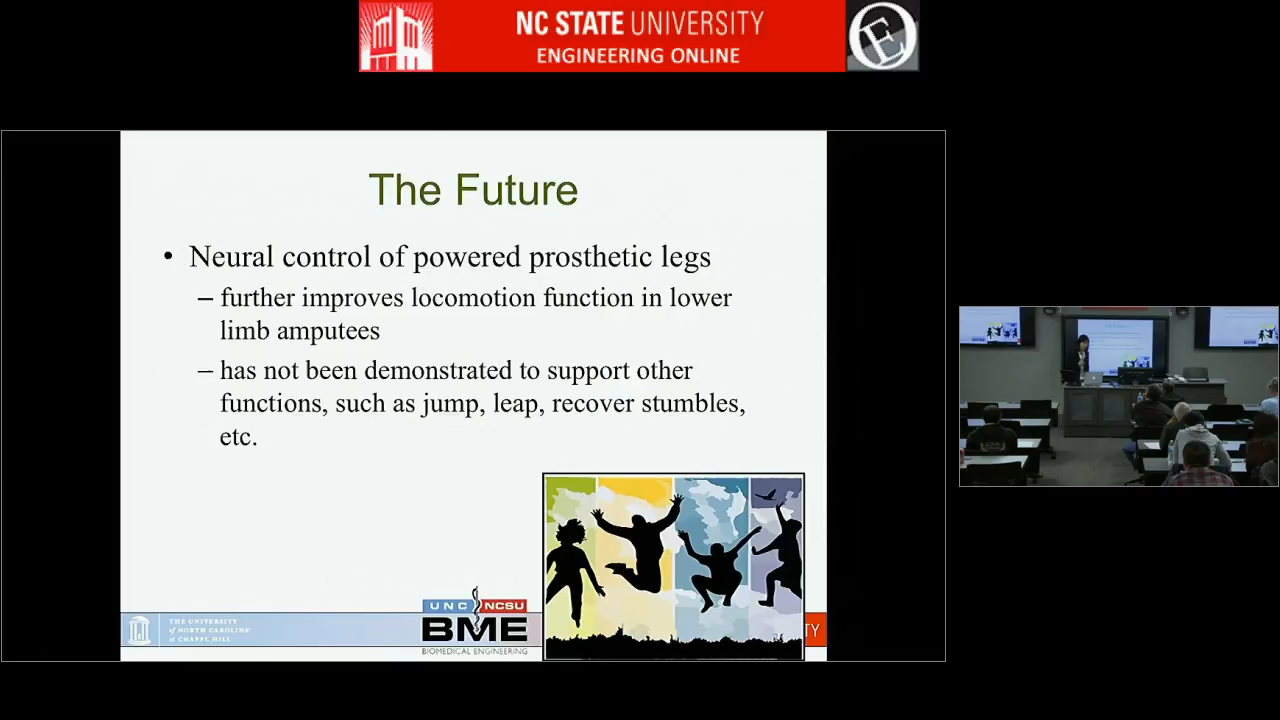 NC STATE UNIVERSITY
ENGINEERING ONLINE
The Future
• Neural control of powered prosthetic legs
– further improves locomotion function in lower
limb amputees
– has not been demonstrated to support other
functions, such as jump, leap, recover stumbles,
etc.
THE UNIVERSITY
of NORTH CAROLINA
at CHAPEL HILL
UNC NCSU
BME
BIOMEDICAL ENGINEERING
TY